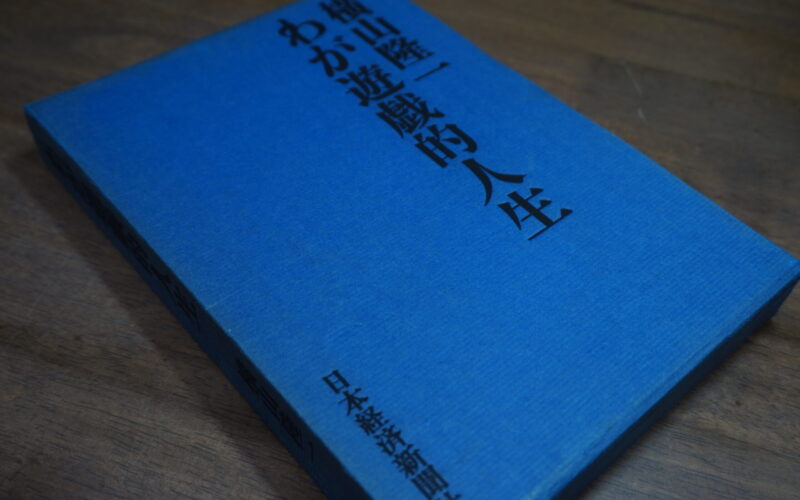 横山隆一
わが遊戯的人生
日本経済新聞社